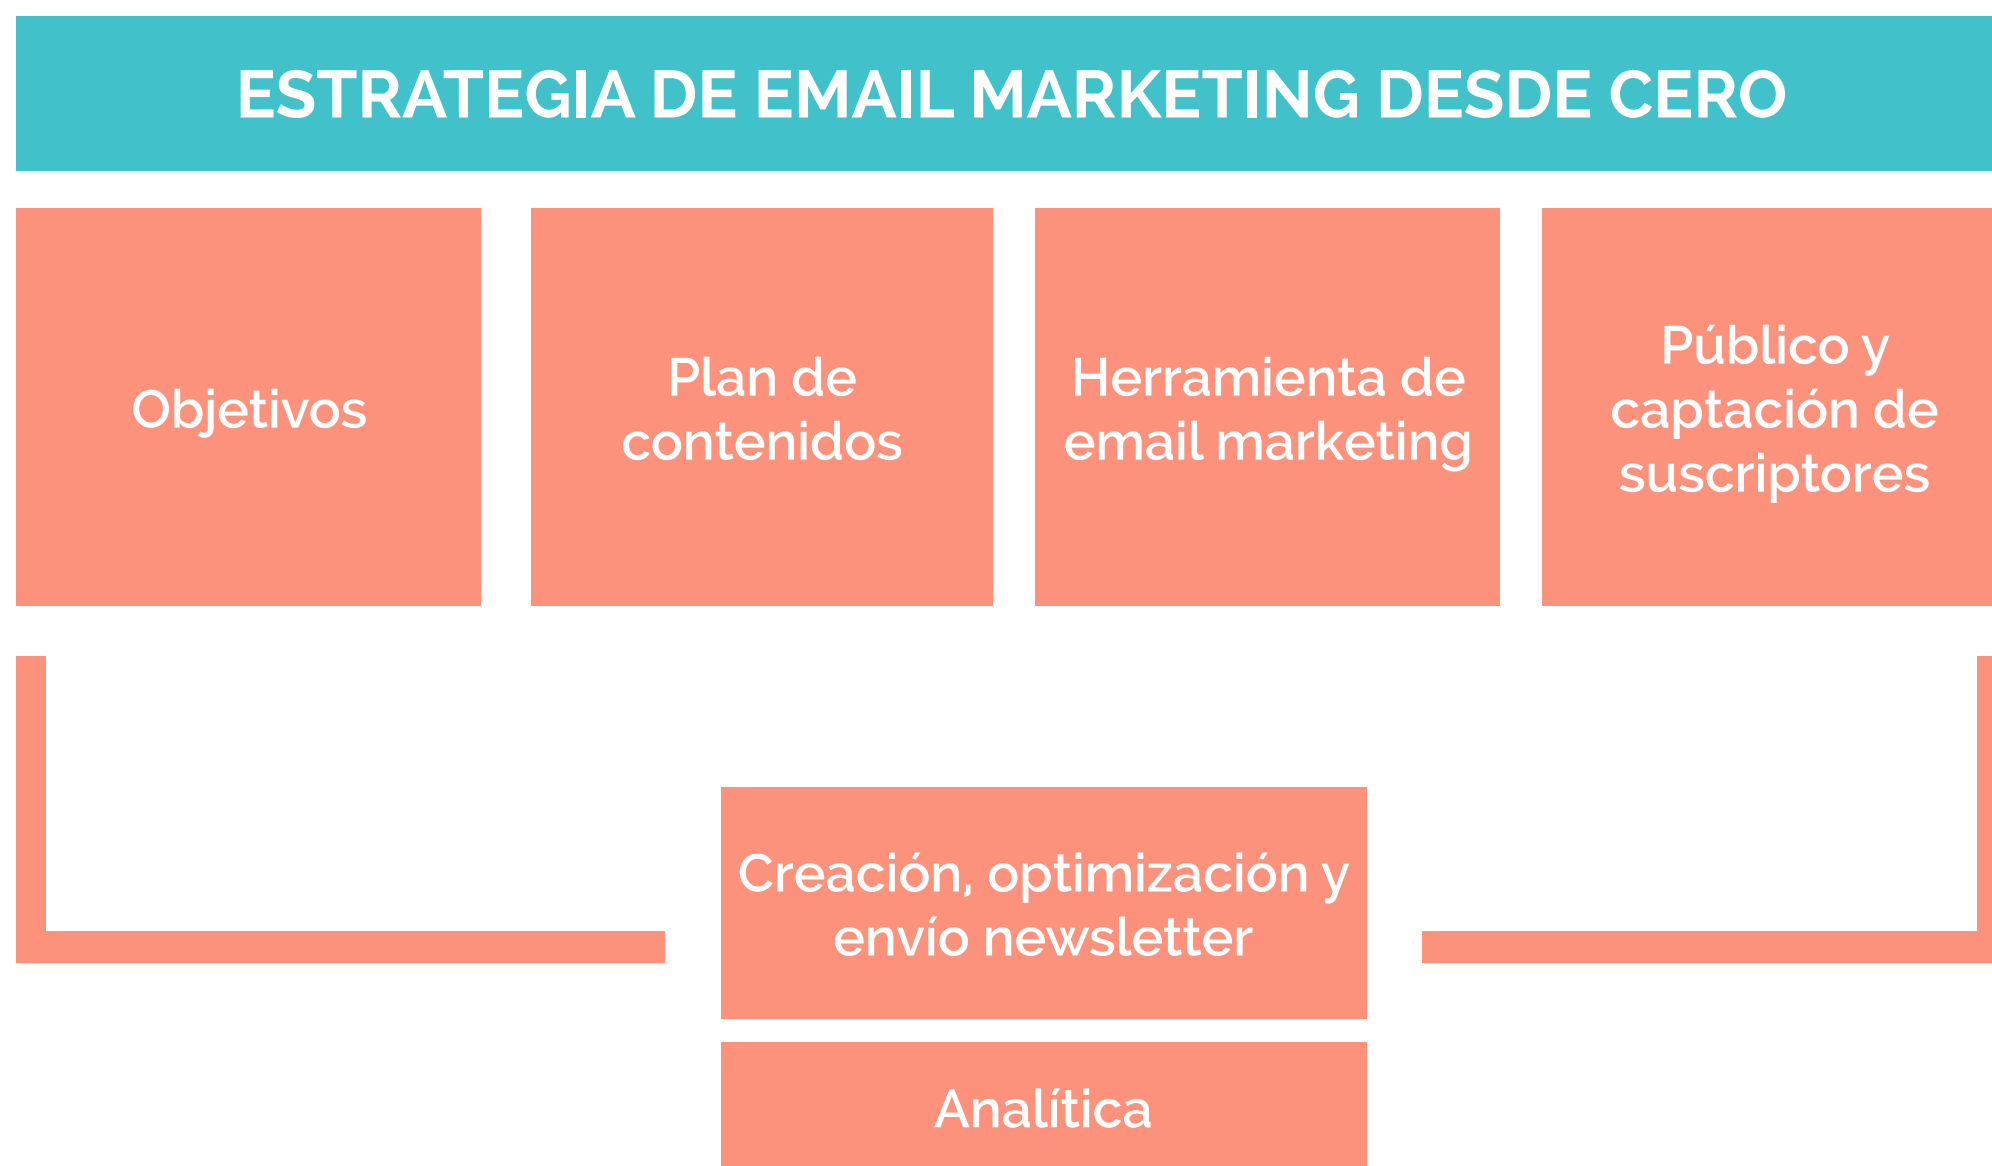 ESTRATEGIA DE EMAIL MARKETING DESDE CERO
Objetivos
Plan de
contenidos
Herramienta de
email marketing
Público y
captación de
suscriptores
Creación, optimización y
envío newsletter
Analítica